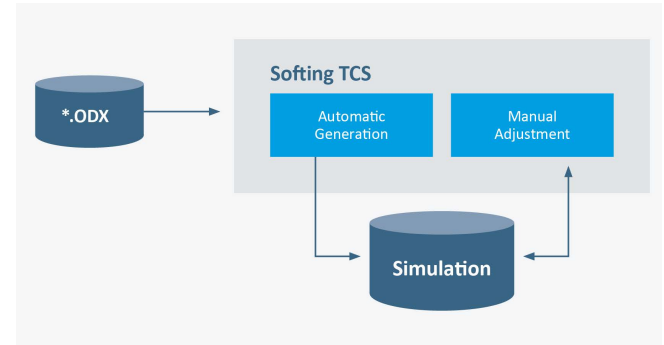 Softing TCS
*.ODX
Automatic
Generation
Manual
Adjustment
Simulation